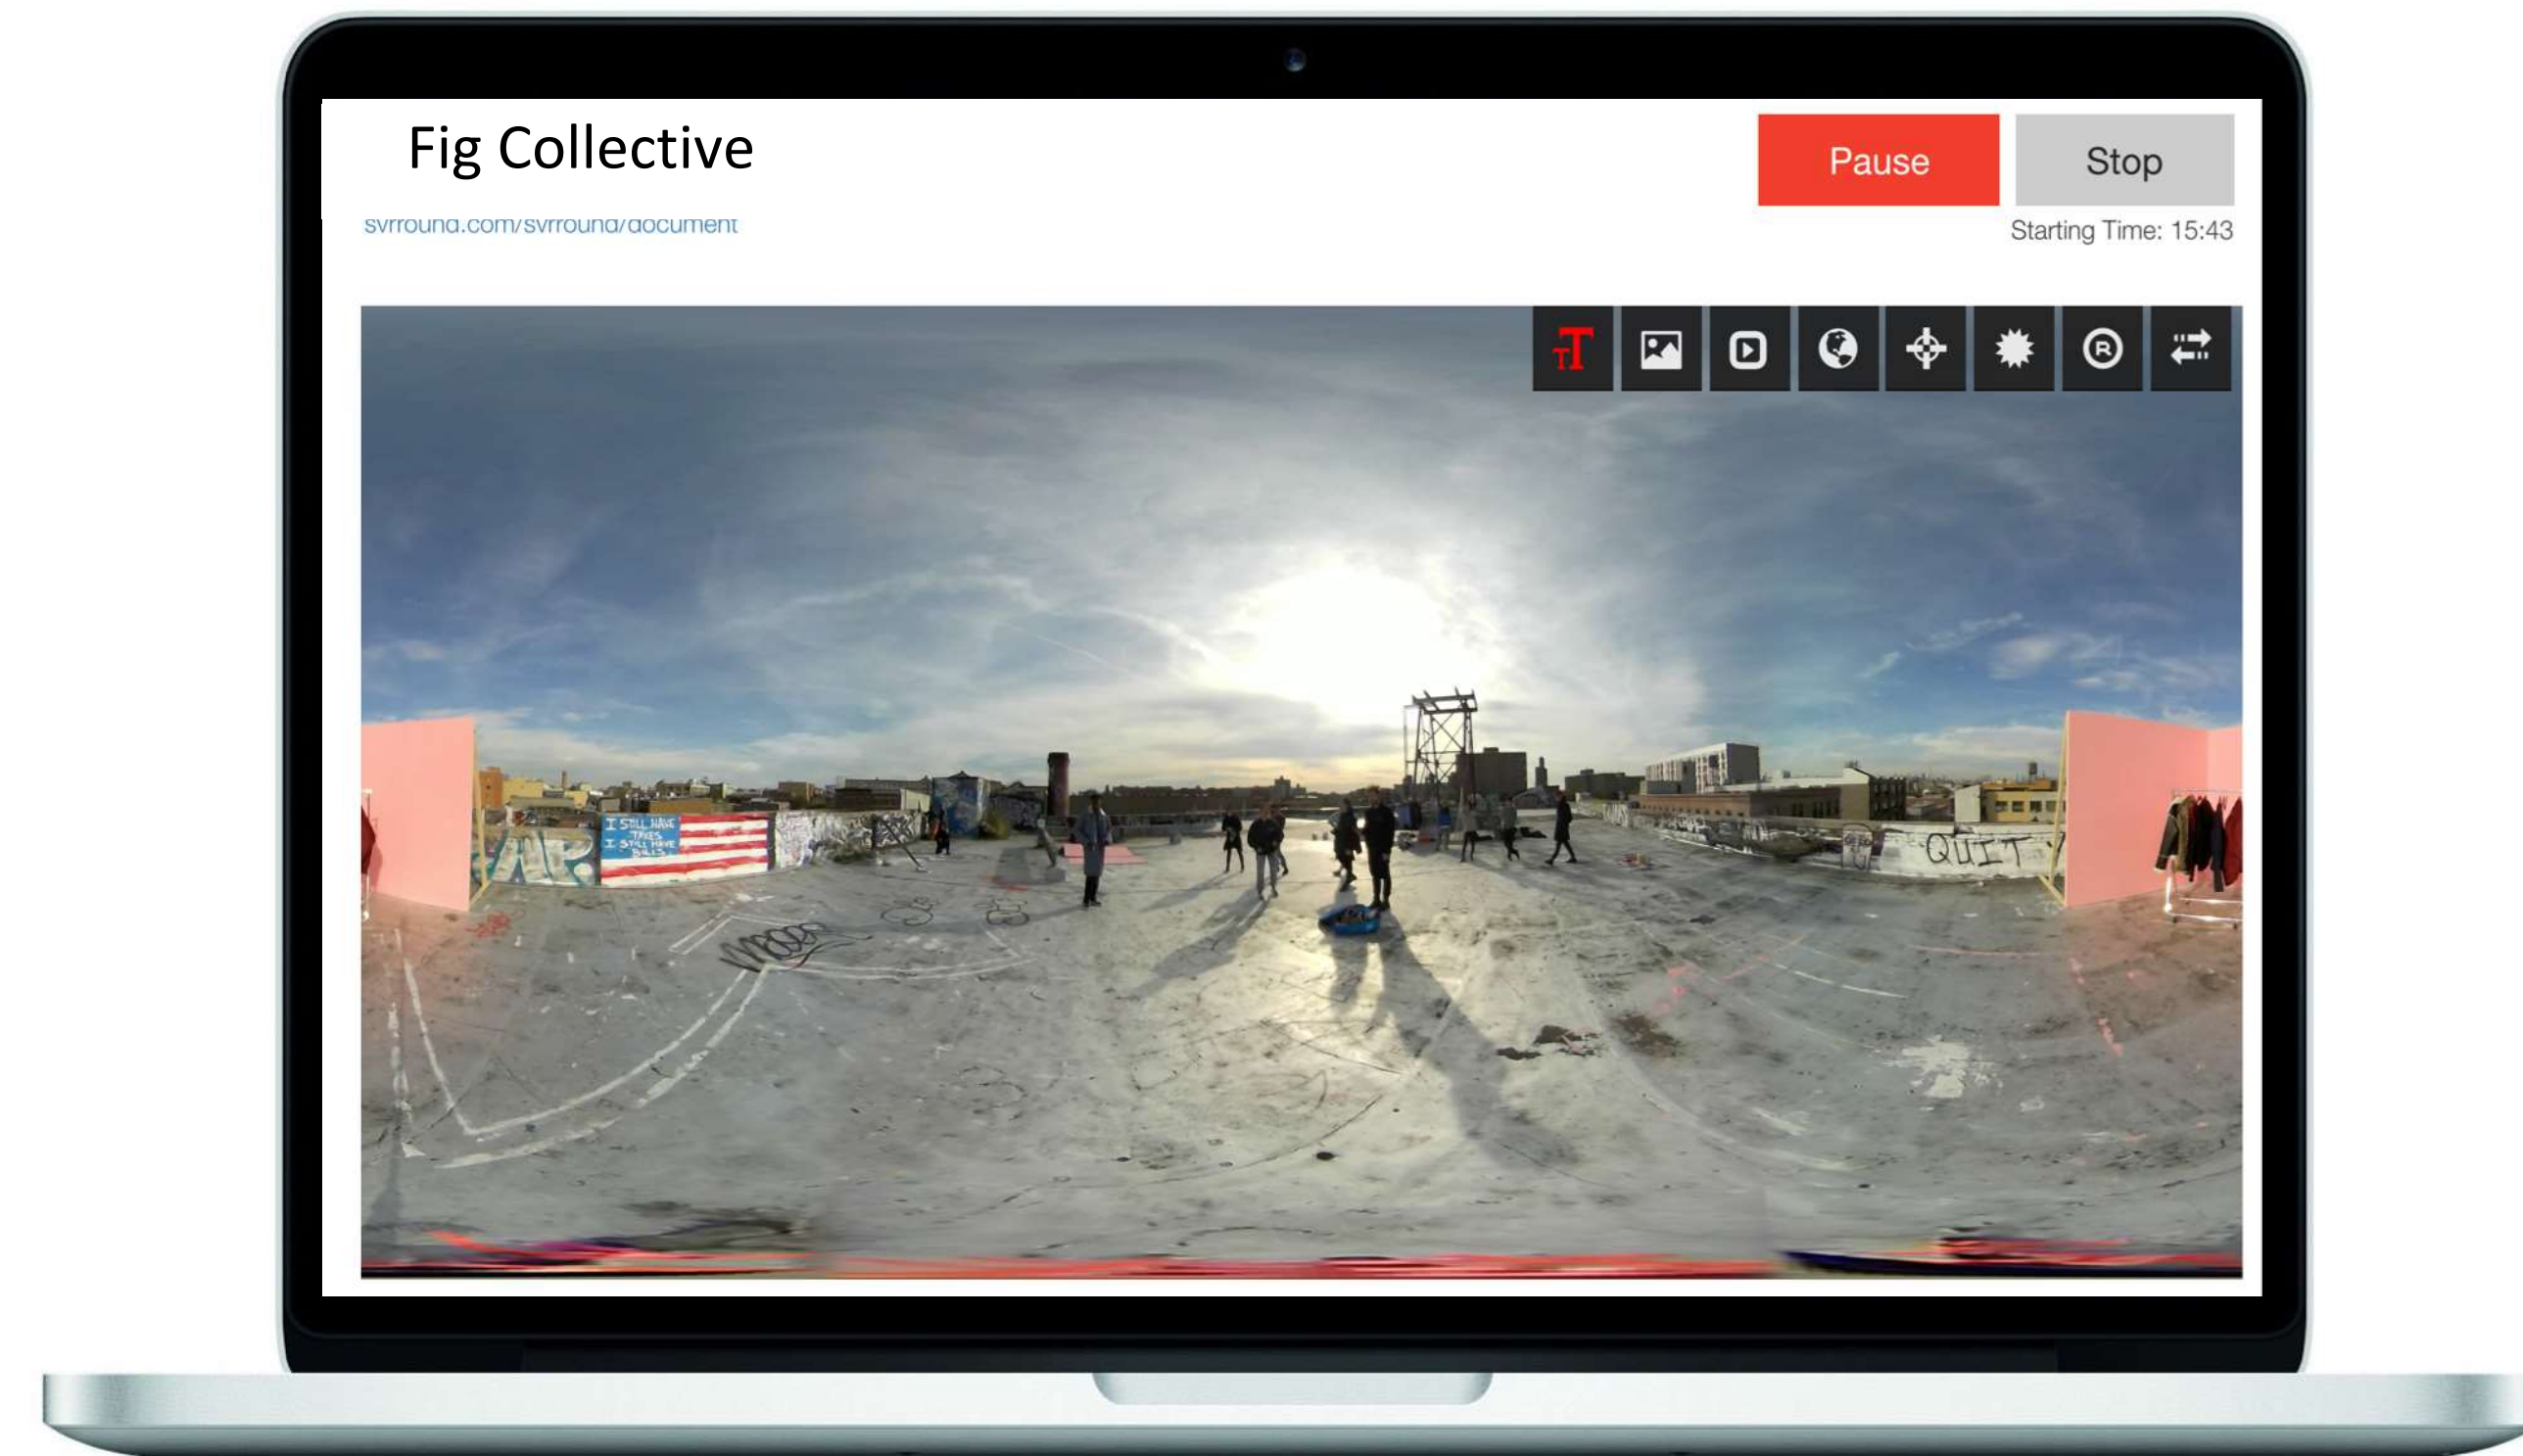 Fig Collective
Pause
Stop
svrround.com/svrround/document
Starting Time: 15:43
TT
R
I STILL HAVE
TAXES
I STILL HAVE
BILLS
QUIT